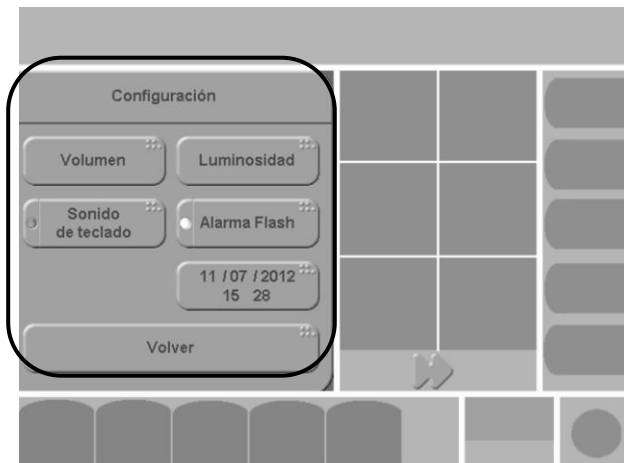 Configuración
Volumen
Luminosidad
Sonido
de teclado
Alarma Flash
11 / 07 / 2012
15 28
Volver